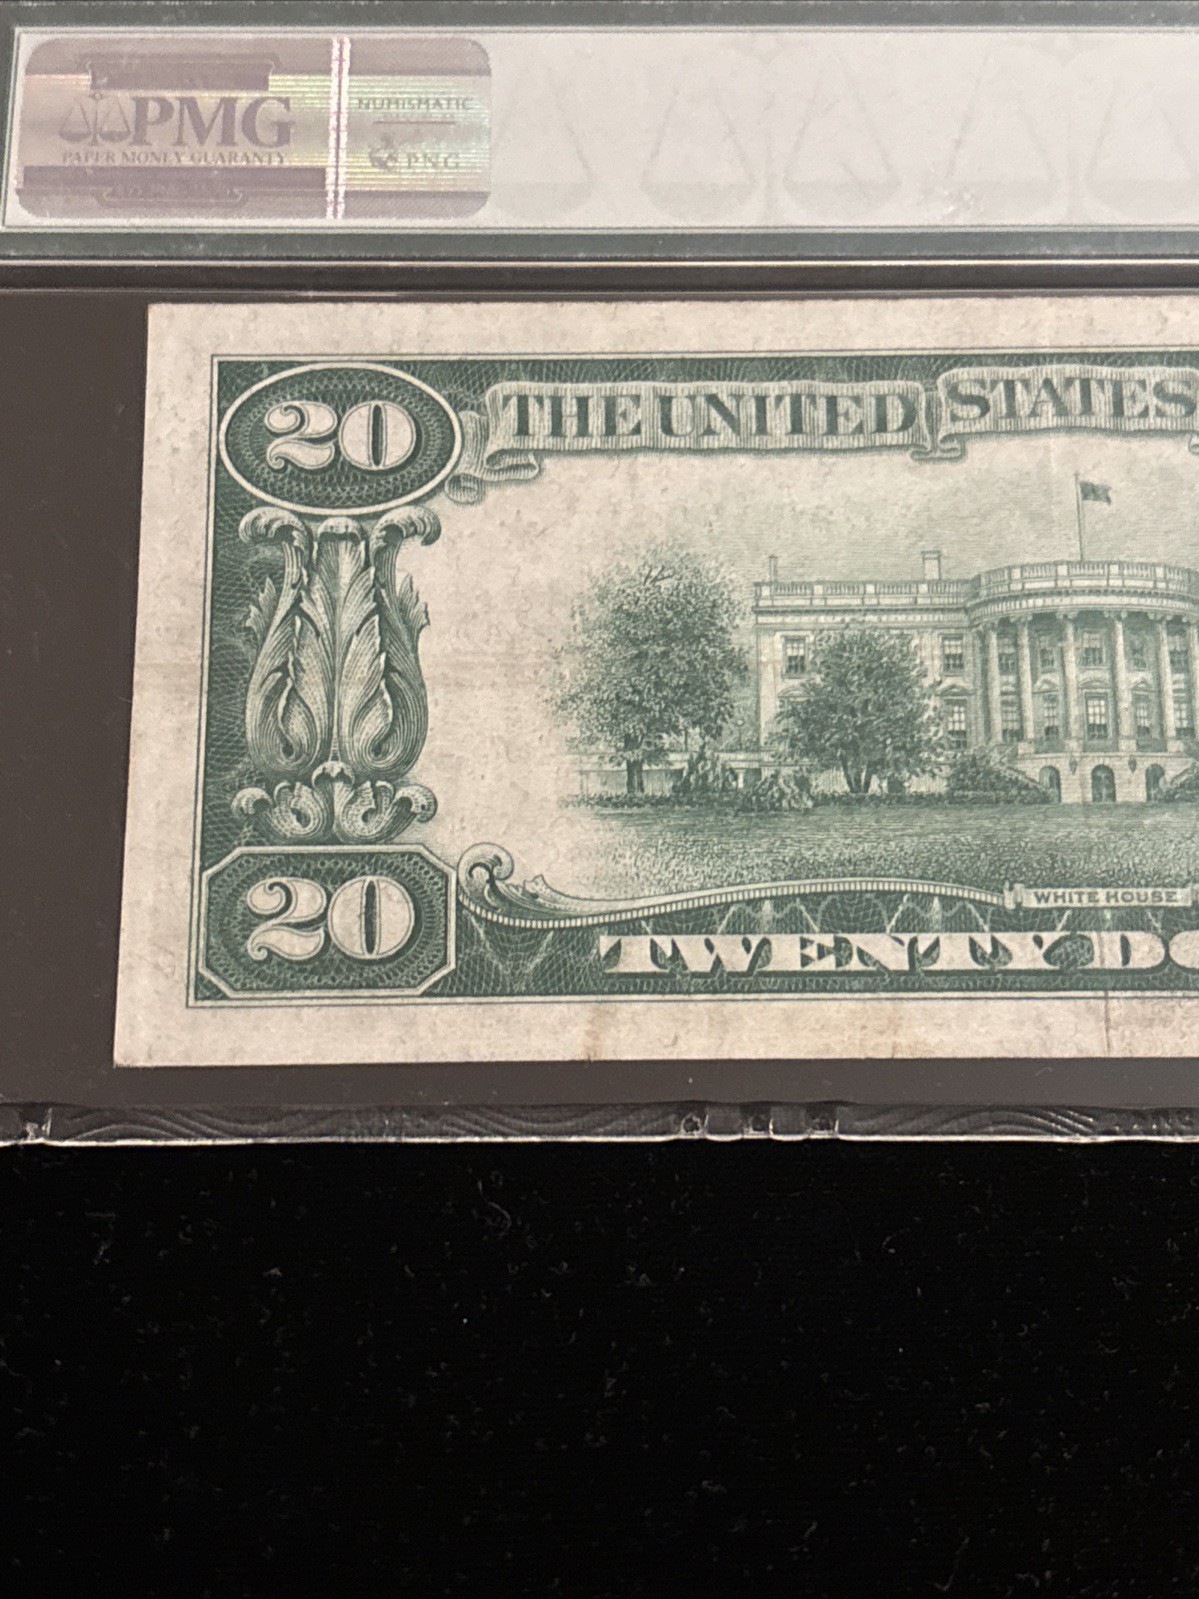 PMG
PAPER MONEY GUARANTY
NUMISMATIC
PNG
20
THE UNITED STATES
20
WHITE HOUSE
TWENTY DO